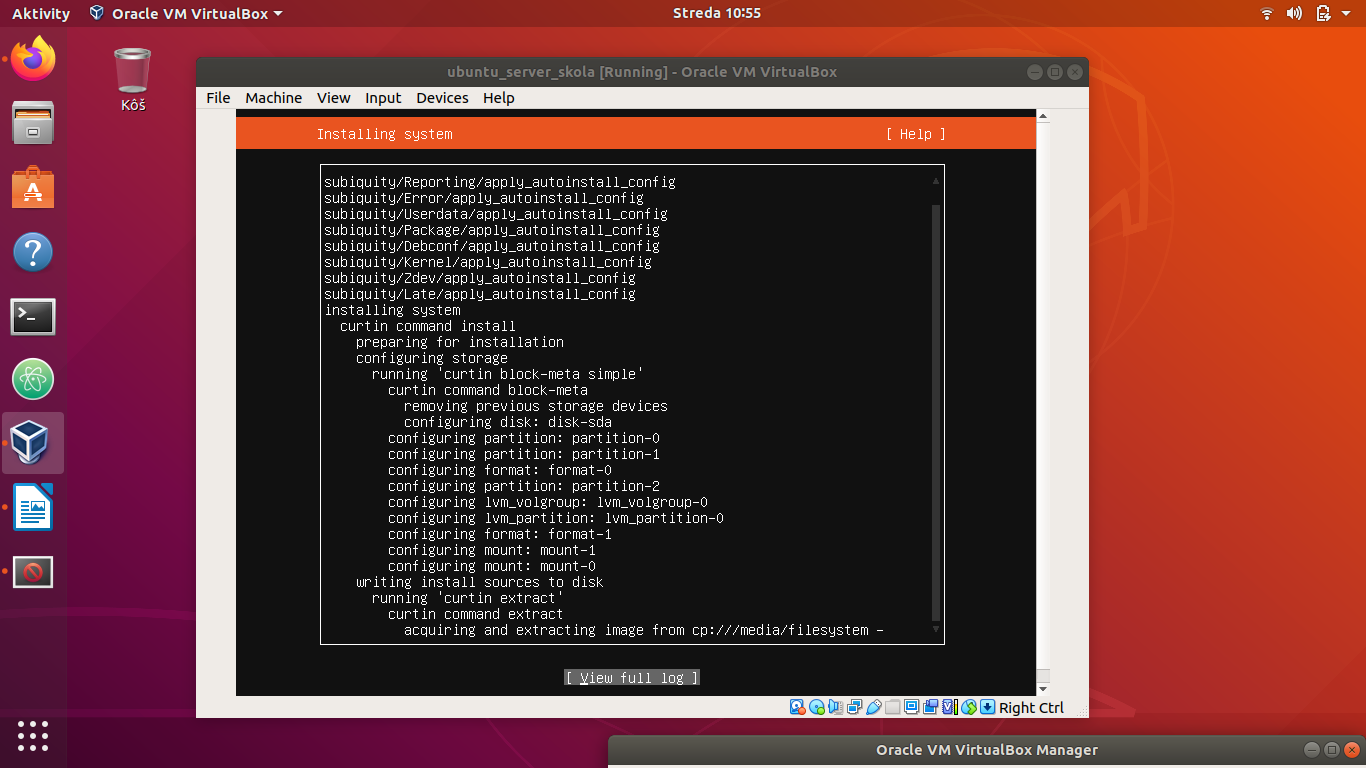 Aktivity
Oracle VM VirtualBox
Streda 10:55
Kôš
ubuntu_server_skola [Running] - Oracle VM VirtualBox
File Machine View Input Devices Help
Installing system
[ Help ]
subiquity/Reporting/apply_autoinstall_config
subiquity/Error/apply_autoinstall_config
subiquity/Userdata/apply_autoinstall_config
subiquity/Package/apply_autoinstall_config
subiquity/Debconf/apply_autoinstall_config
subiquity/Kernel/apply_autoinstall_config
subiquity/Zdev/apply_autoinstall_config
subiquity/Late/apply_autoinstall_config
installing system
curtin command install
preparing for installation
configuring storage
running 'curtin block-meta simple'
curtin command block-meta
removing previous storage devices
configuring disk: disk-sda
configuring partition: partition-0
configuring partition: partition-1
configuring format: format-0
configuring partition: partition-2
configuring lvm_volgroup: lvm_volgroup-0
configuring lvm_partition: lvm_partition-0
configuring format: format-1
configuring mount: mount-1
configuring mount: mount-0
writing install sources to disk
running 'curtin extract'
curtin command extract
acquiring and extracting image from cp:///media/filesystem -
[ View full log ]
Right Ctrl
Oracle VM VirtualBox Manager